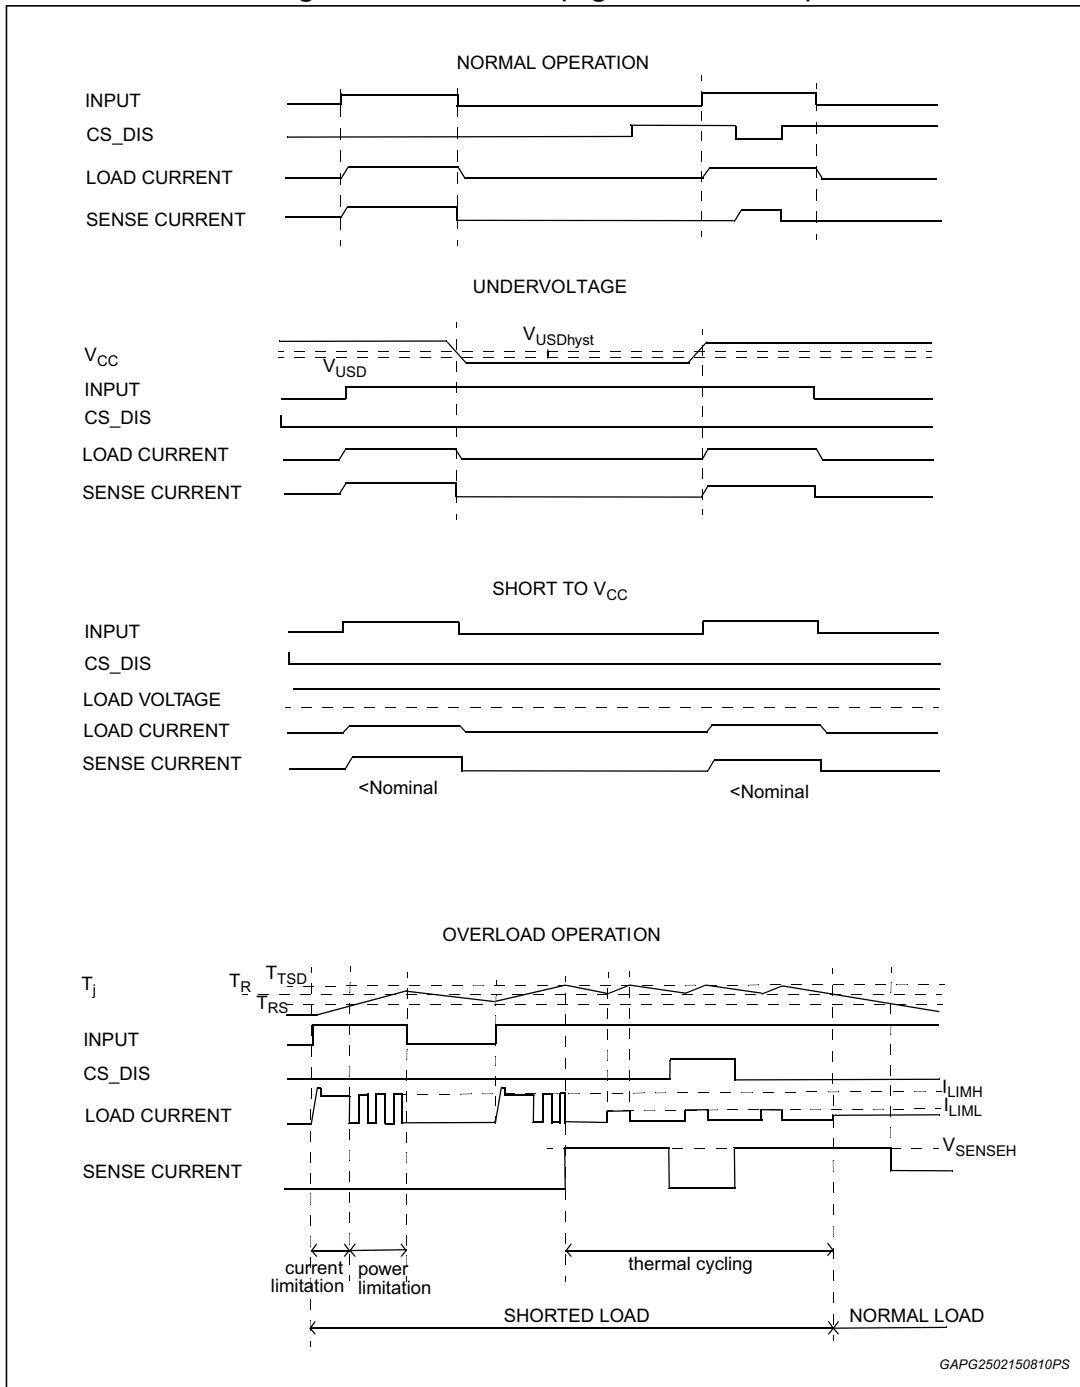 NORMAL OPERATION
INPUT
CS_DIS
LOAD CURRENT
SENSE CURRENT
UNDERVOLTAGE
VUSDhyst
VCC
VUSD
INPUT
CS_DIS
LOAD CURRENT
SENSE CURRENT
SHORT TO VCC
INPUT
CS_DIS
LOAD VOLTAGE
LOAD CURRENT
SENSE CURRENT
<Nominal
<Nominal
OVERLOAD OPERATION
Tj
TR
TTSD
TRS
INPUT
CS_DIS
ILIMH
LOAD CURRENT
ILIML
VSENSEH
SENSE CURRENT
current
limitation
power
limitation
thermal cycling
SHORTED LOAD
NORMAL LOAD
GAPG2502150810PS